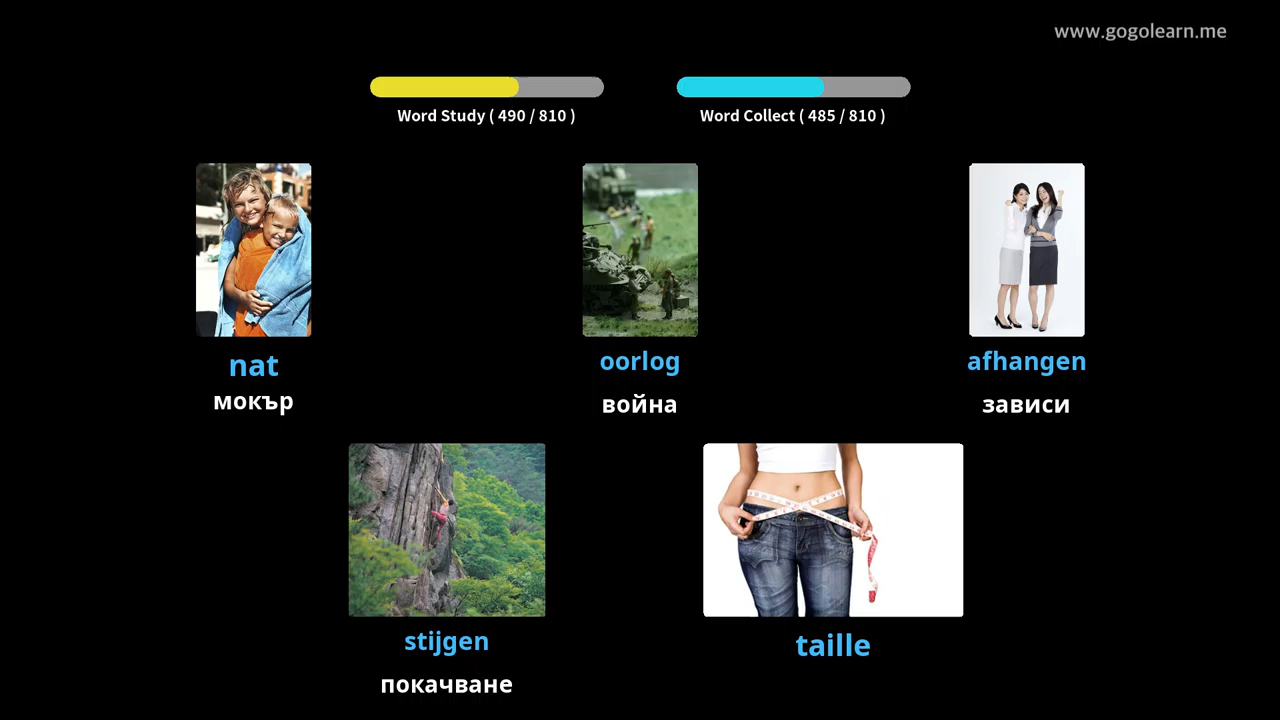 www.gogolearn.me
Word Study ( 490 / 810 )
Word Collect ( 485 / 810 )
nat
мокър
oorlog
война
afhangen
зависи
stijgen
покачване
taille